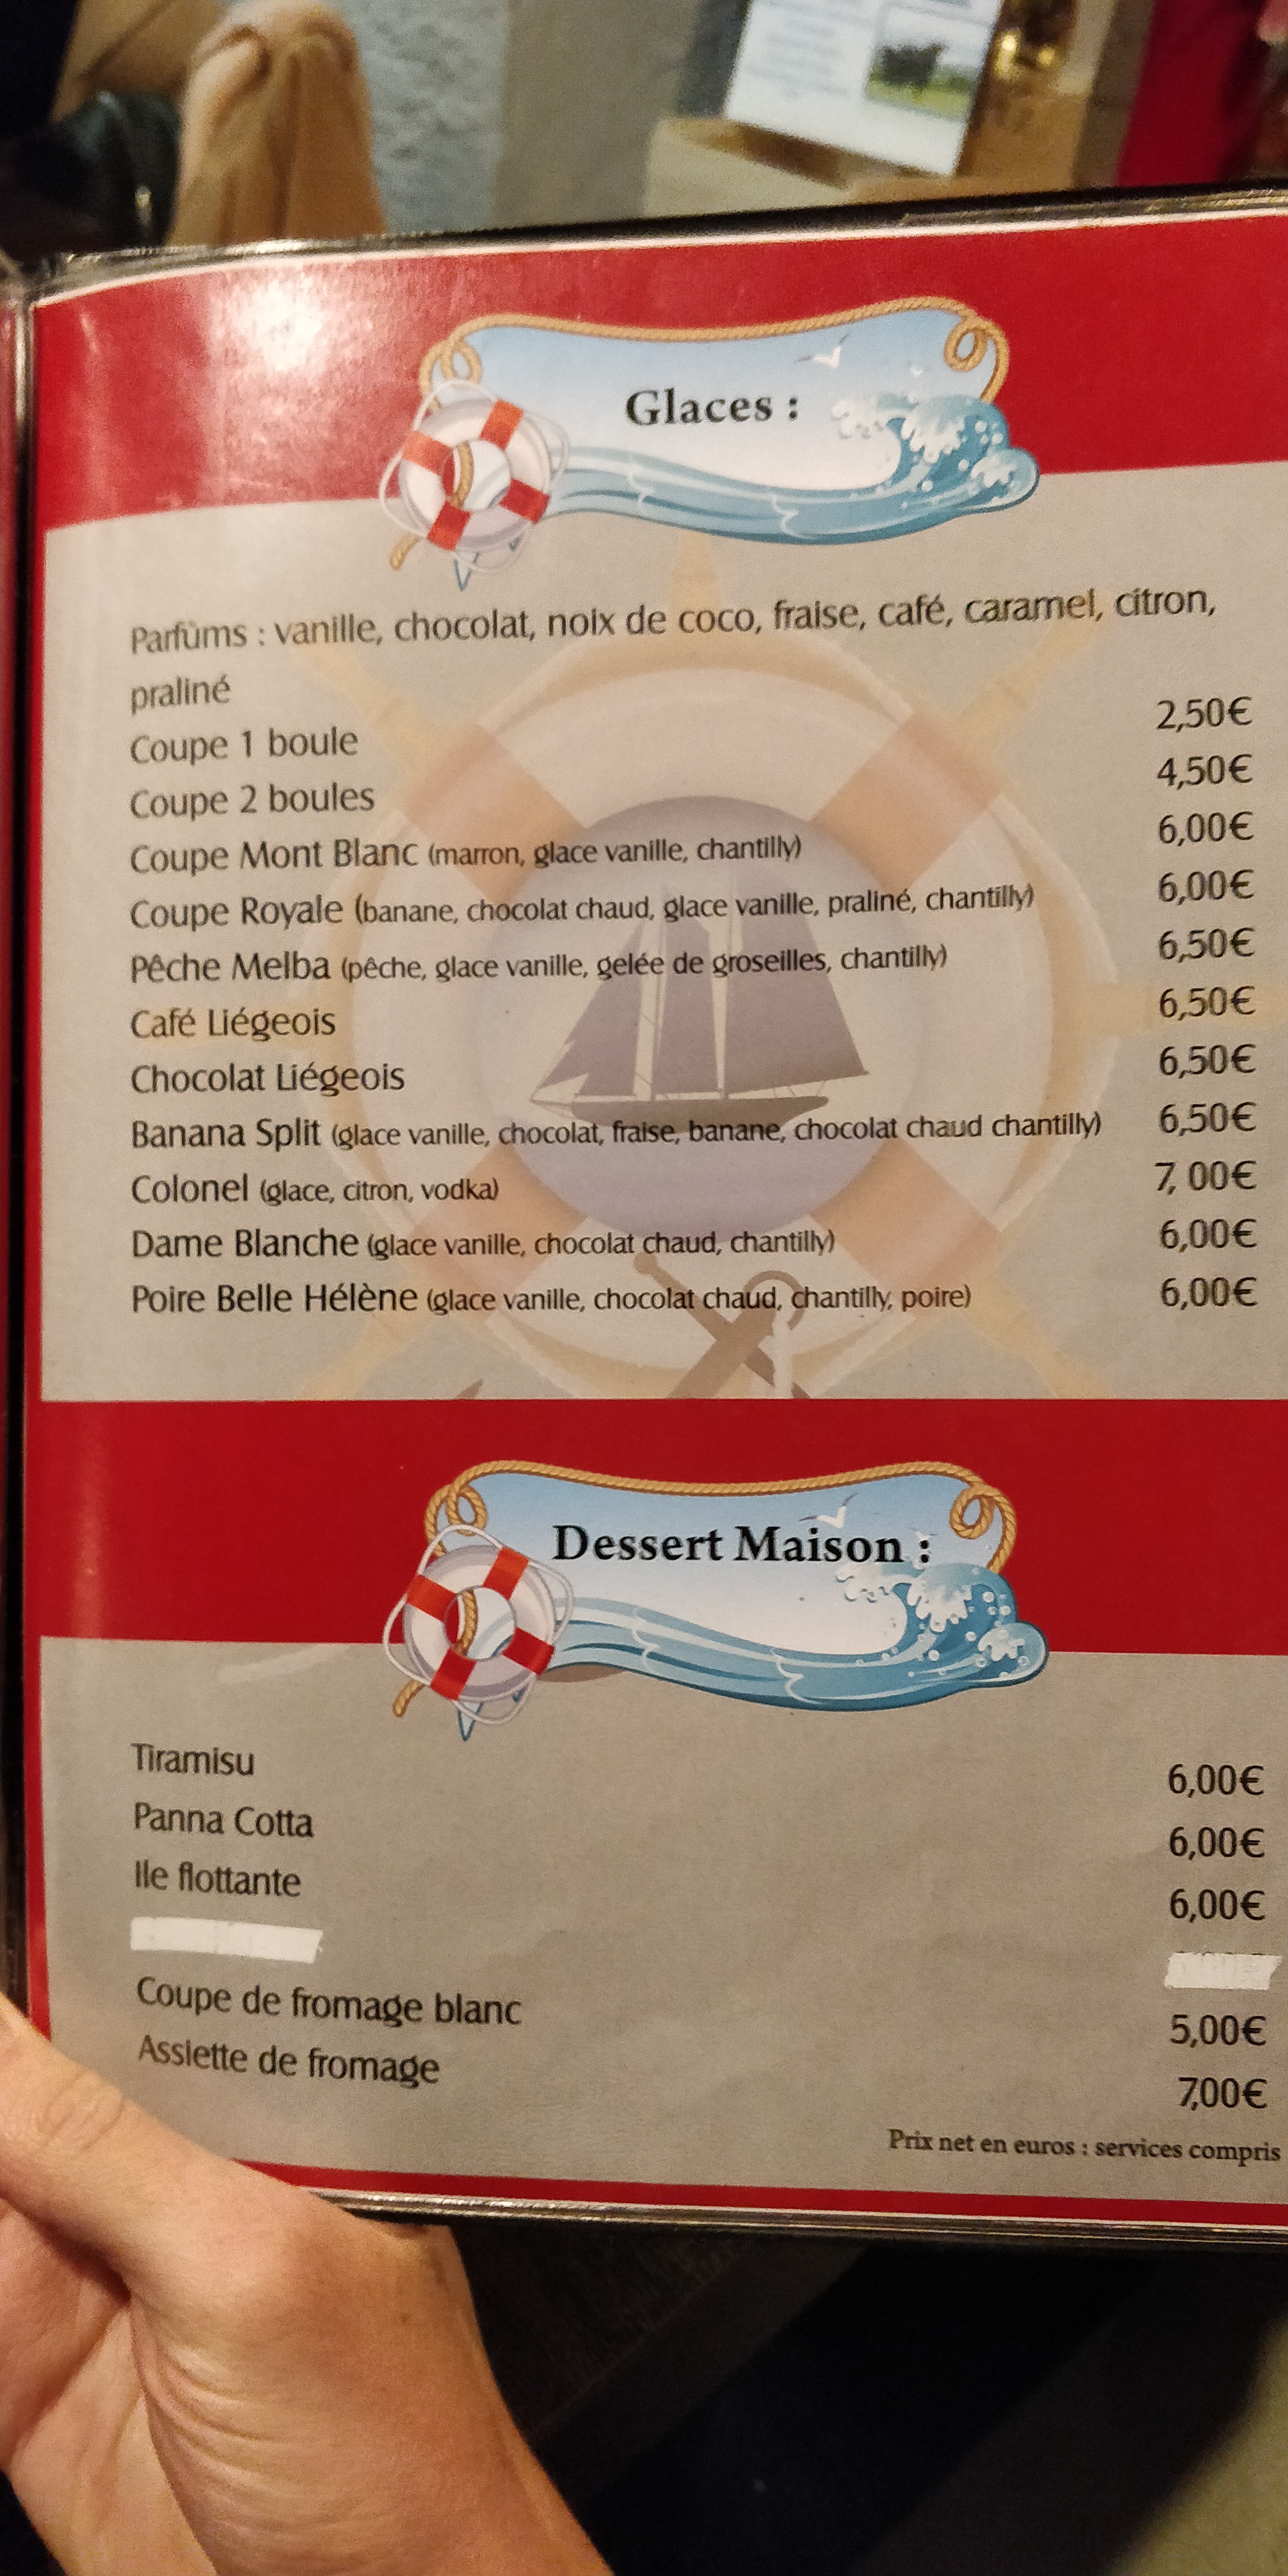 Glaces :
Parfùms : vanille, chocolat, noix de coco, fraise, café, caramel, citron,
praliné
Coupe 1 boule 2,50€
Coupe 2 boules 4,50€
Coupe Mont Blanc (marron, glace vanille, chantilly) 6,00€
Coupe Royale (banane, chocolat chaud, glace vanille, praliné, chantilly) 6,00€
Pêche Melba (pêche, glace vanille, gelée de groseilles, chantilly) 6,50€
Café Liégeois 6,50€
Chocolat Liégeois 6,50€
Banana Split (glace vanille, chocolat, fraise, banane, chocolat chaud chantilly) 6,50€
Colonel (glace, citron, vodka) 7, 00€
Dame Blanche (glace vanille, chocolat chaud, chantilly) 6,00€
Poire Belle Hélène (glace vanille, chocolat chaud, chantilly, poire) 6,00€
Dessert Maison :
Tiramisu 6,00€
Panna Cotta 6,00€
Ile flottante 6,00€
Coupe de fromage blanc 5,00€
Assiette de fromage 7,00€
Prix net en euros : services compris